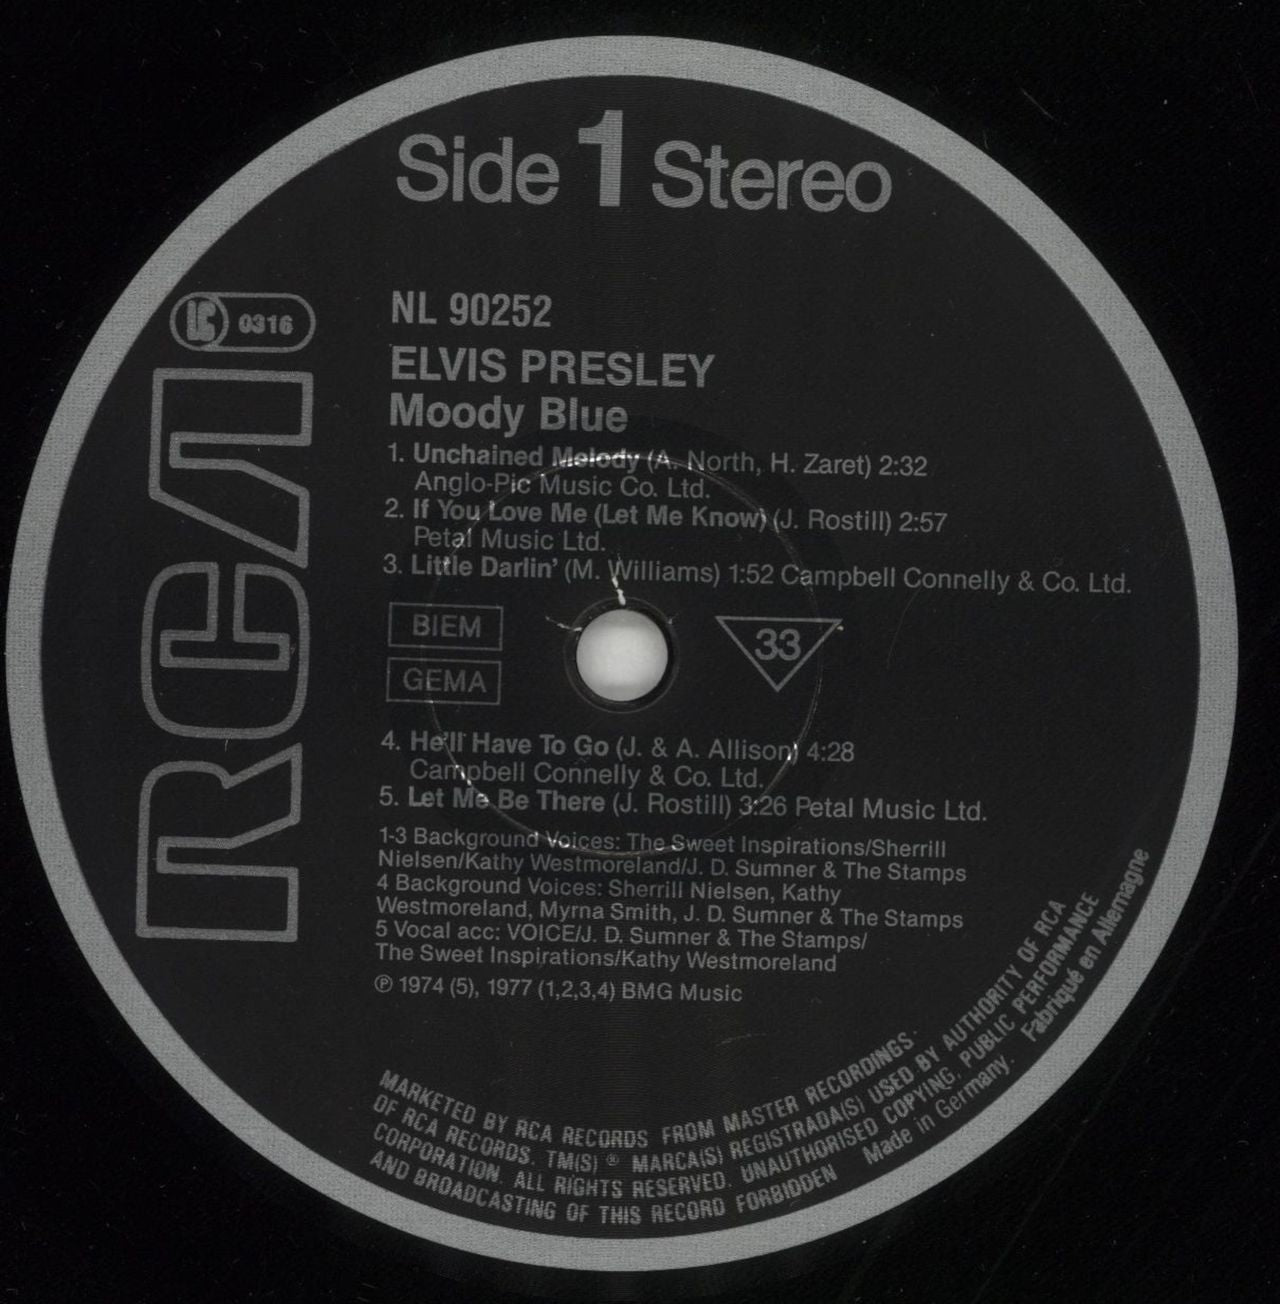 Side 1 Stereo
LC 0316
RCA
NL 90252
ELVIS PRESLEY
Moody Blue
1. Unchained Melody (A. North, H. Zaret) 2:32
Anglo-Pic Music Co. Ltd.
2. If You Love Me (Let Me Know) (J. Rostill) 2:57
Petal Music Ltd.
3. Little Darlin' (M. Williams) 1:52 Campbell Connelly & Co. Ltd.
BIEM
GEMA
33
4. He'll Have To Go (J. & A. Allison) 4:28
Campbell Connelly & Co. Ltd.
5. Let Me Be There (J. Rostill) 3:26 Petal Music Ltd.
1-3 Background Voices: The Sweet Inspirations/Sherrill
Nielsen/Kathy Westmoreland/J. D. Sumner & The Stamps
4 Background Voices: Sherrill Nielsen, Kathy
Westmoreland, Myrna Smith, J. D. Sumner & The Stamps
5 Vocal acc: VOICE/J. D. Sumner & The Stamps/
The Sweet Inspirations/Kathy Westmoreland
℗ 1974 (5), 1977 (1,2,3,4) BMG Music
MARKETED BY RCA RECORDS FROM MASTER RECORDINGS.
OF RCA RECORDS. TM(S) ® MARCA(S) REGISTRADA(S) USED BY AUTHORITY OF RCA
CORPORATION. ALL RIGHTS RESERVED. UNAUTHORISED COPYING, PUBLIC PERFORMANCE
AND BROADCASTING OF THIS RECORD FORBIDDEN Made in Germany. Fabriqué en Allemagne